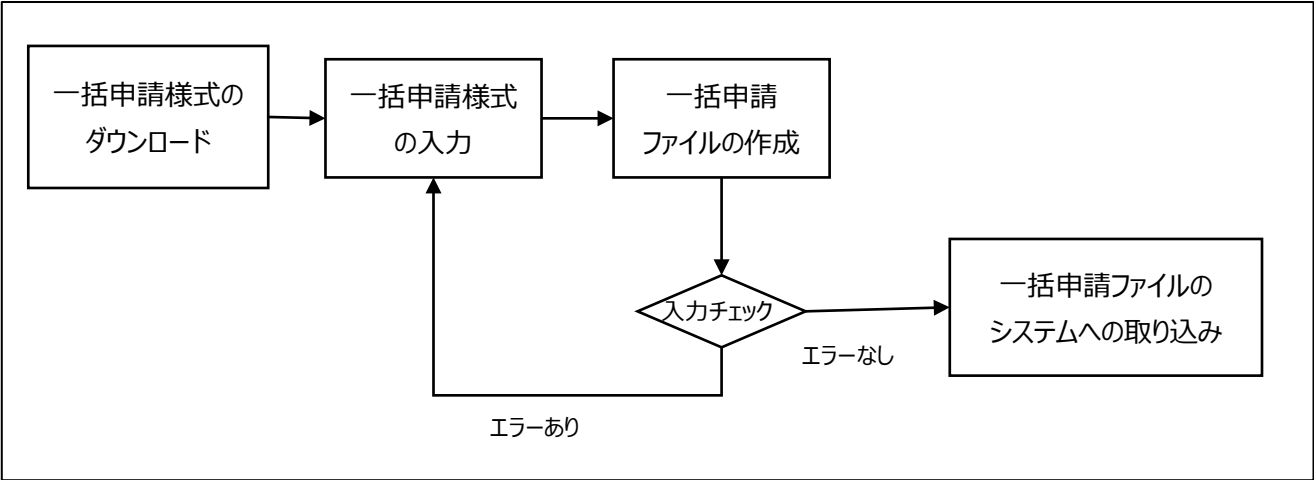 一括申請様式の
ダウンロード
一括申請様式
の入力
一括申請
ファイルの作成
入力チェック
エラーなし
一括申請ファイルの
システムへの取り込み
エラーあり